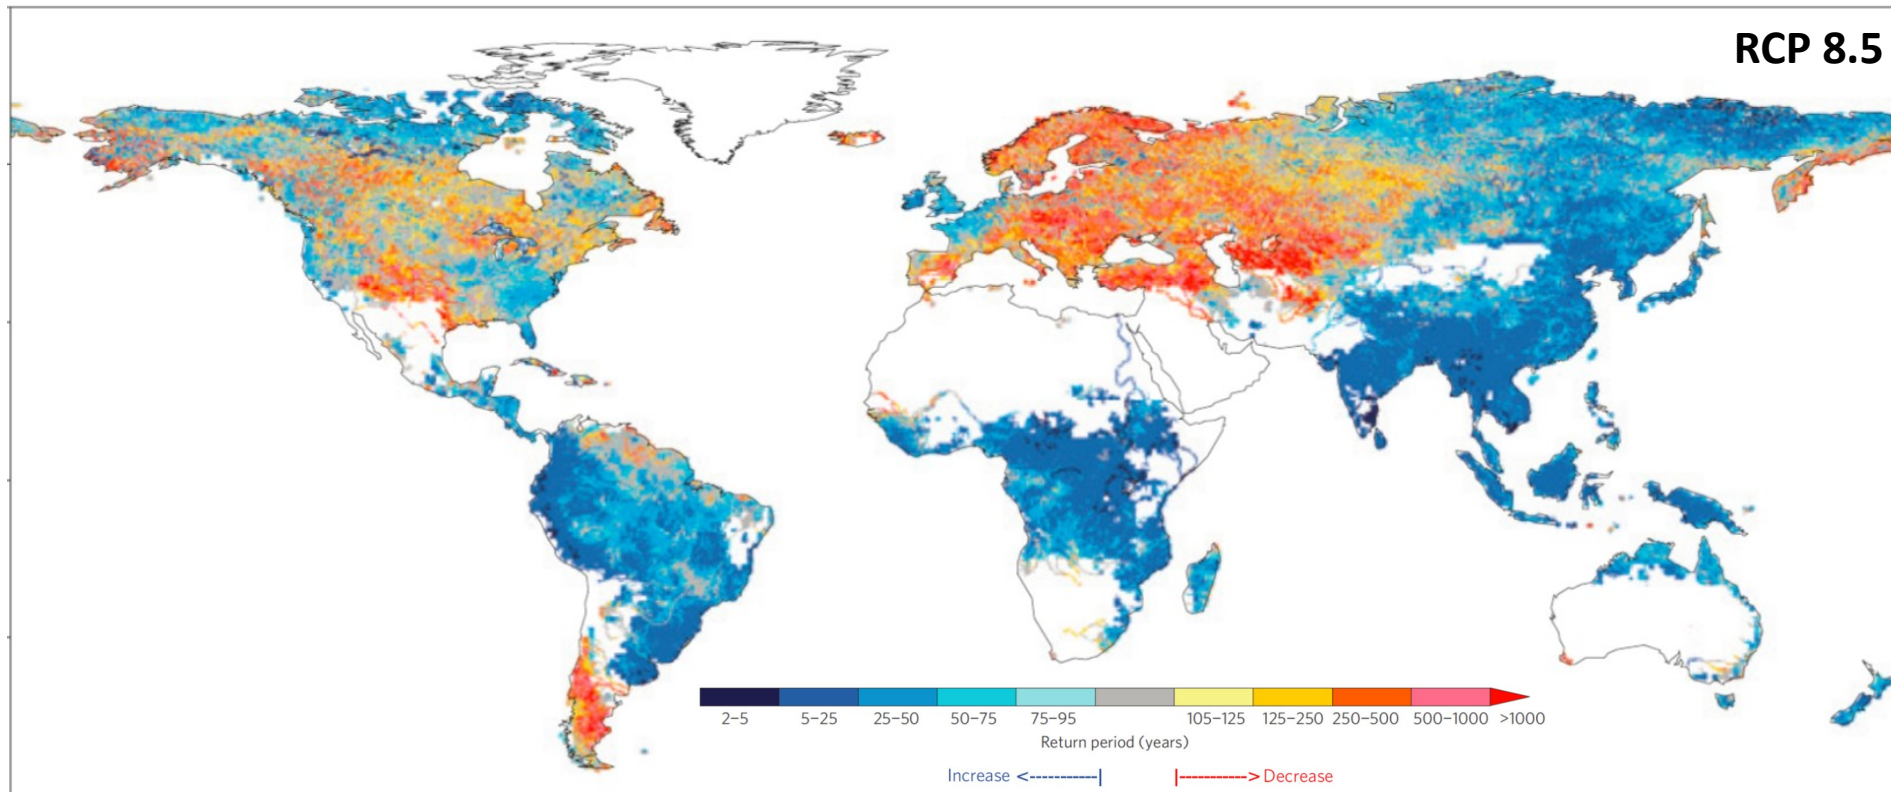 RCP 8.5
2–5 5–25 25–50 50–75 75–95 105–125 125–250 250–500 500–1000 >1000
Return period (years)
Increase <-----------| |-----------> Decrease